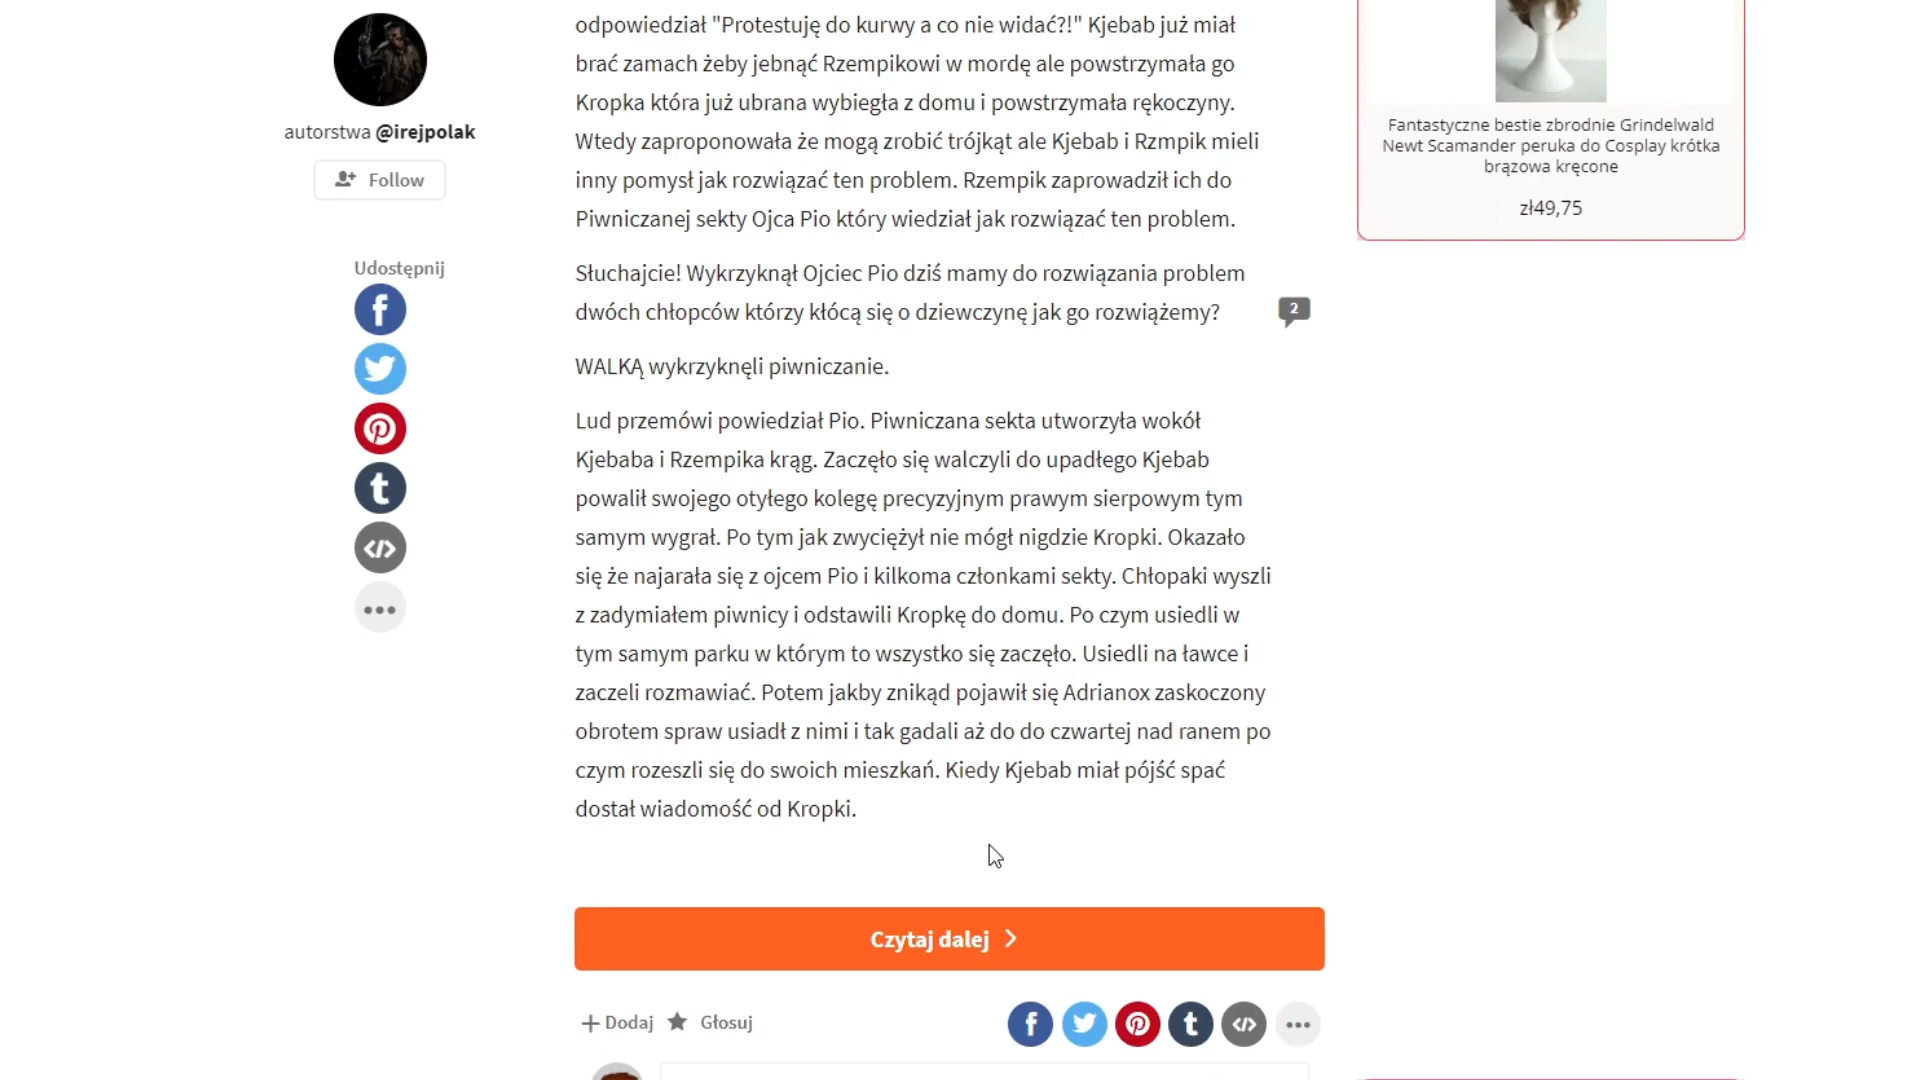 odpowiedział "Protestuję do kurwy a co nie widać?!" Kjebab już miał
brać zamach żeby jebnąć Rzempikowi w mordę ale powstrzymała go
Kropka która już ubrana wybiegła z domu i powstrzymała rękoczyny.
Wtedy zaproponowała że mogą zrobić trójkąt ale Kjebab i Rzmpik mieli
inny pomysł jak rozwiązać ten problem. Rzempik zaprowadził ich do
Piwniczanej sekty Ojca Pio który wiedział jak rozwiązać ten problem.
Słuchajcie! Wykrzyknął Ojciec Pio dziś mamy do rozwiązania problem
dwóch chłopców którzy kłócą się o dziewczynę jak go rozwiążemy?
2
WALKĄ wykrzyknęli piwniczanie.
Lud przemówi powiedział Pio. Piwniczana sekta utworzyła wokół
Kjebaba i Rzempika krąg. Zaczęło się walczyli do upadłego Kjebab
powalił swojego otyłego kolegę precyzyjnym prawym sierpowym tym
samym wygrał. Po tym jak zwyciężył nie mógł nigdzie Kropki. Okazało
się że najarała się z ojcem Pio i kilkoma członkami sekty. Chłopaki wyszli
z zadymiałem piwnicy i odstawili Kropkę do domu. Po czym usiedli w
tym samym parku w którym to wszystko się zaczęło. Usiedli na ławce i
zaczeli rozmawiać. Potem jakby znikąd pojawił się Adrianox zaskoczony
obrotem spraw usiadł z nimi i tak gadali aż do do czwartej nad ranem po
czym rozeszli się do swoich mieszkań. Kiedy Kjebab miał pójść spać
dostał wiadomość od Kropki.
autorstwa @irejpolak
Follow
Udostępnij
Fantastyczne bestie zbrodnie Grindelwald
Newt Scamander peruka do Cosplay krótka
brązowa kręcone
zł49,75
Czytaj dalej
Dodaj Głosuj